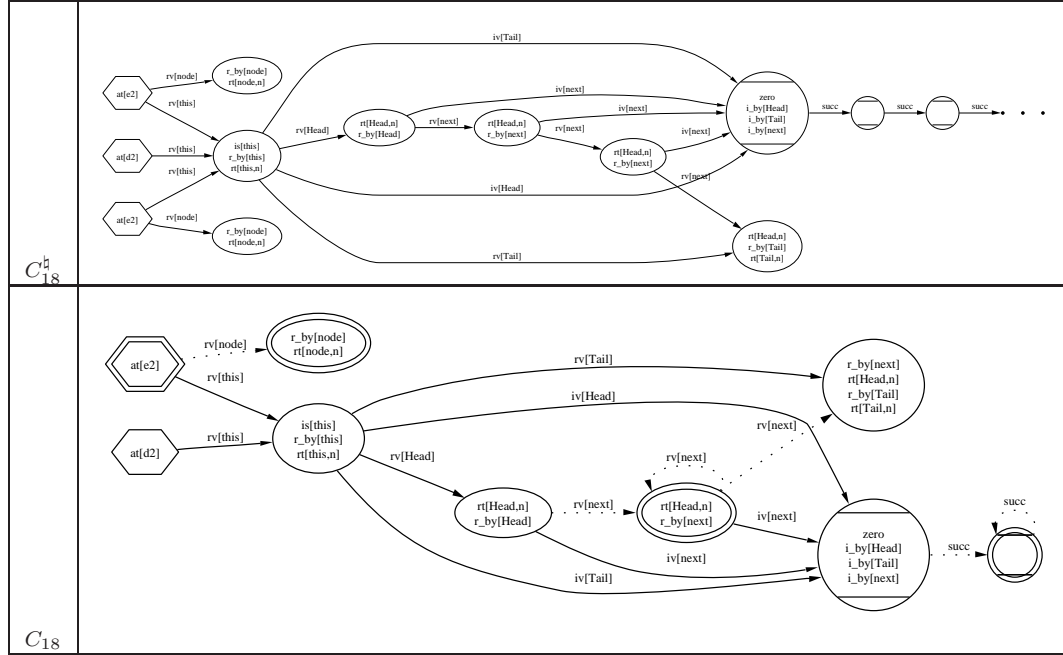 iv[Tail]
at[e2]
rv[node]
r_by[node]
rt[node,n]
rv[this]
at[d2]
rv[this]
rv[this]
at[e2]
rv[node]
r_by[node]
rt[node,n]
is[this]
r_by[this]
rt[this,n]
rv[Head]
rt[Head,n]
r_by[Head]
rv[next]
rt[Head,n]
r_by[next]
iv[next]
iv[next]
rv[next]
rt[Head,n]
r_by[next]
iv[next]
rv[next]
iv[Head]
rv[Tail]
zero
i_by[Head]
i_by[Tail]
i_by[next]
succ
succ
succ
rt[Head,n]
r_by[Tail]
rt[Tail,n]
C♮18
at[e2]
rv[node]
r_by[node]
rt[node,n]
rv[this]
at[d2]
rv[this]
is[this]
r_by[this]
rt[this,n]
rv[Tail]
iv[Head]
r_by[next]
rt[Head,n]
r_by[Tail]
rt[Tail,n]
rv[Head]
rt[Head,n]
r_by[Head]
rv[next]
rv[next]
rt[Head,n]
r_by[next]
rv[next]
iv[next]
iv[next]
iv[Tail]
zero
i_by[Head]
i_by[Tail]
i_by[next]
succ
succ
C18